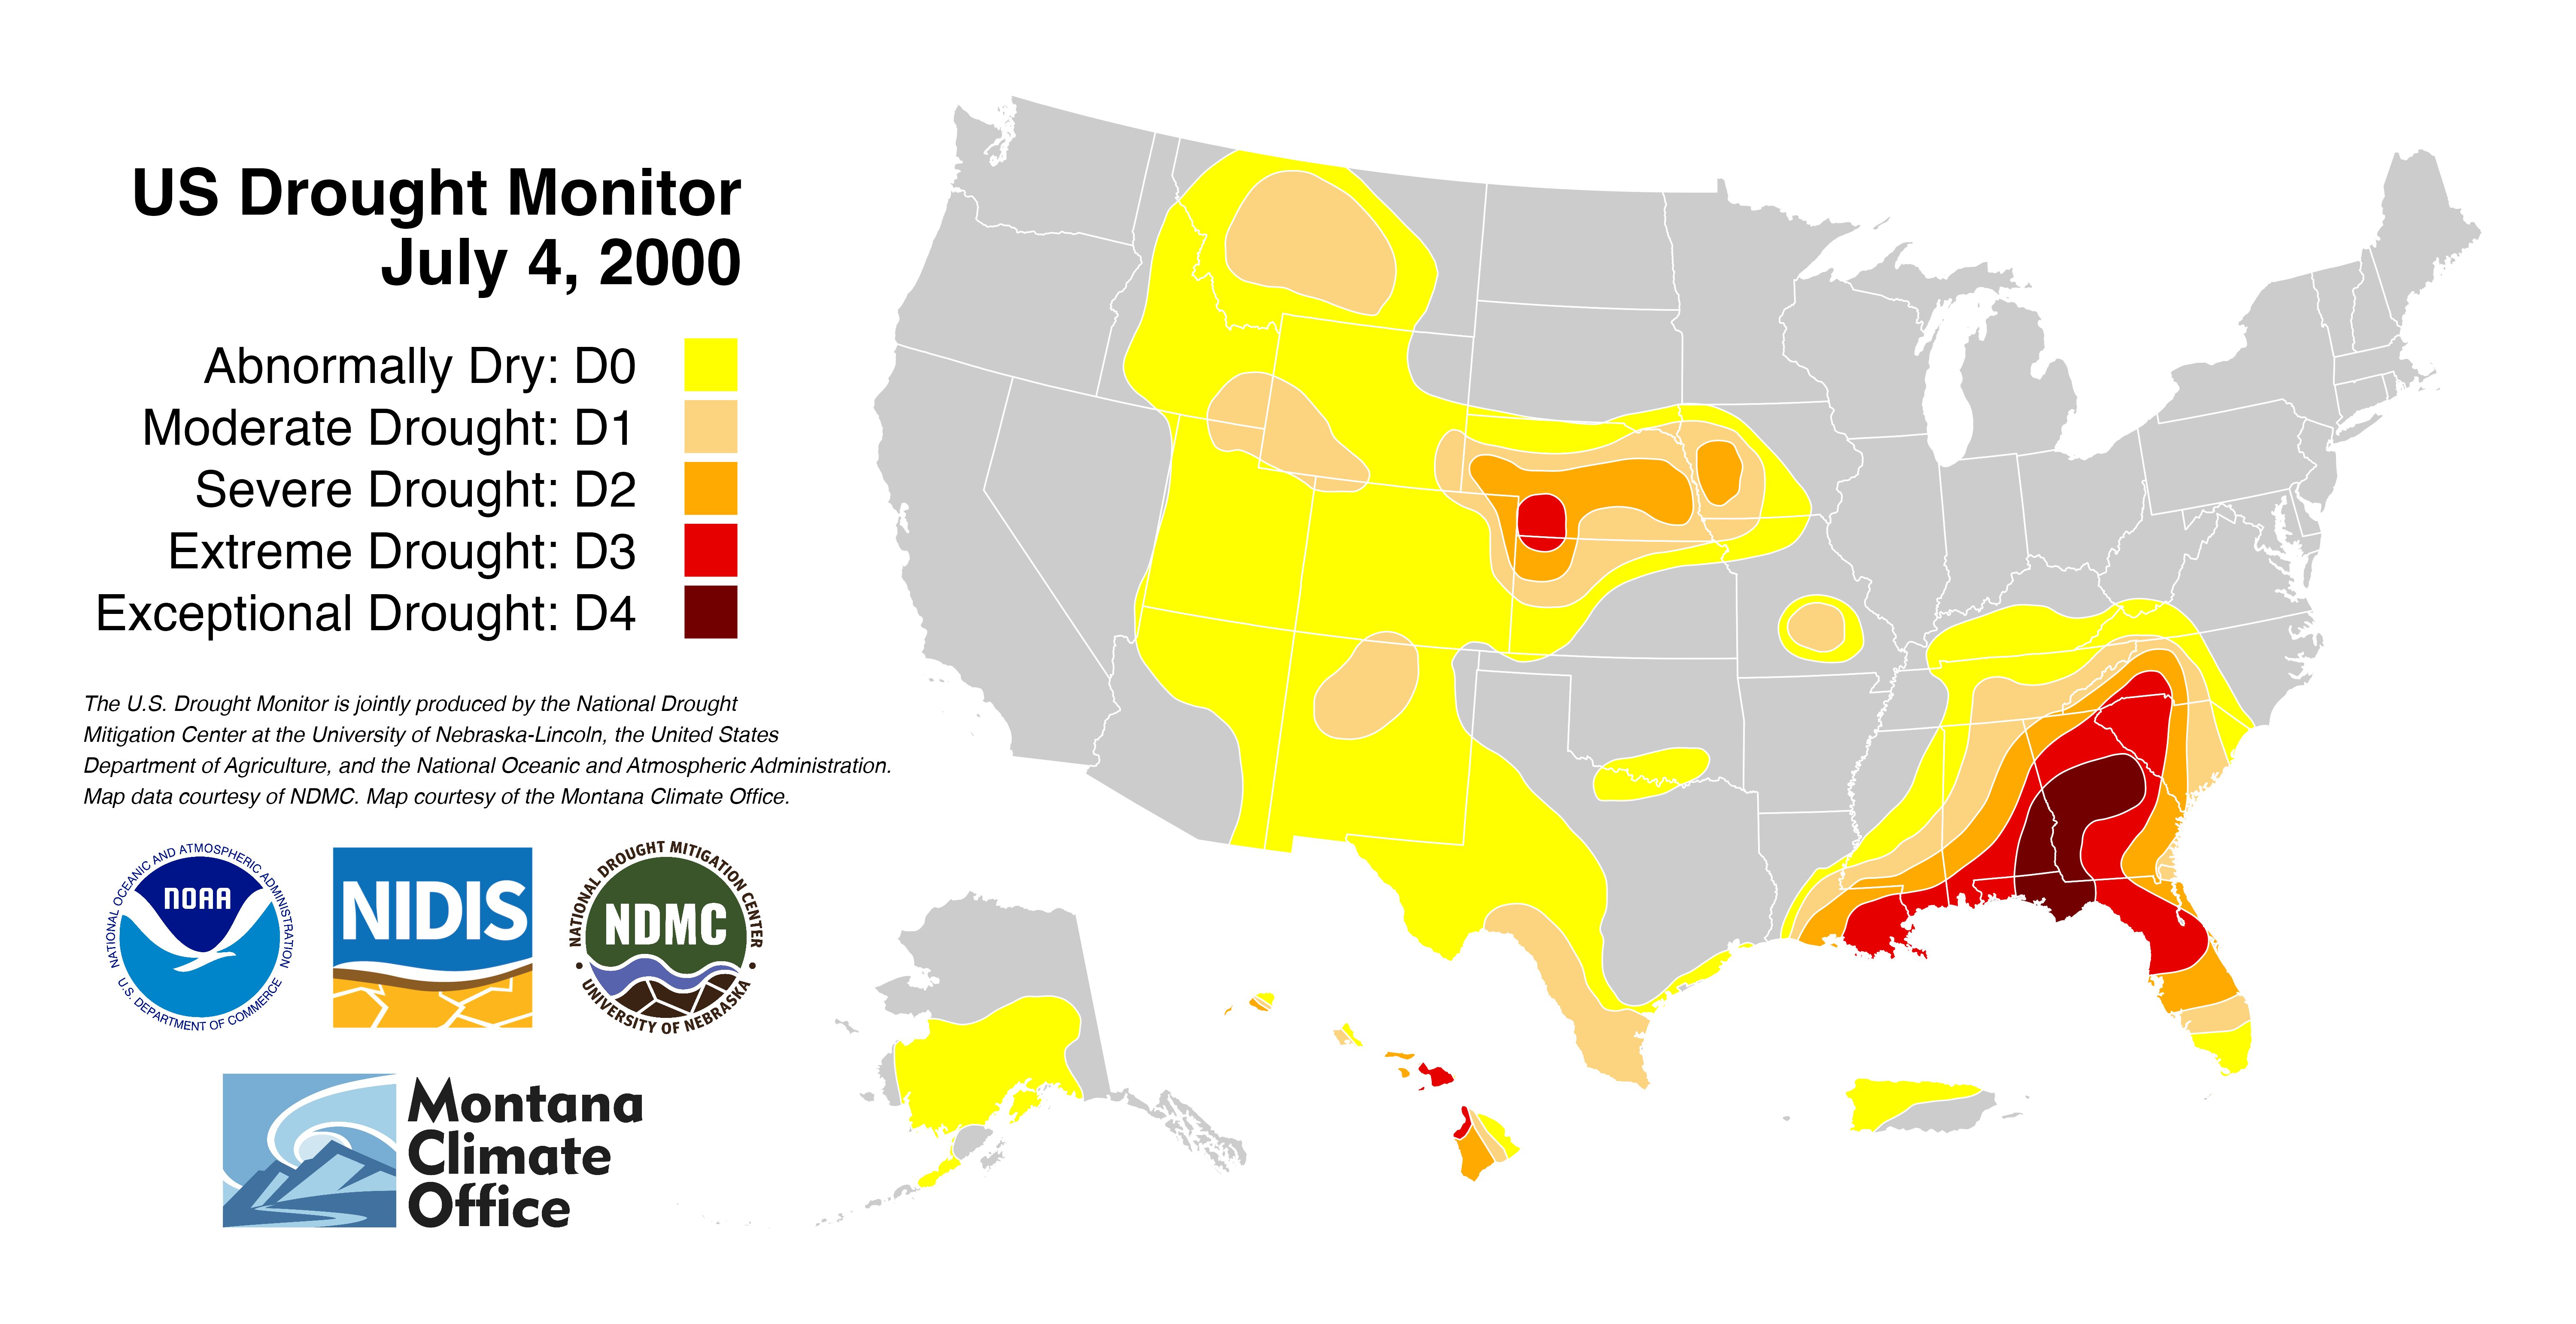 US Drought Monitor
July 4, 2000
Abnormally Dry: D0
Moderate Drought: D1
Severe Drought: D2
Extreme Drought: D3
Exceptional Drought: D4
The U.S. Drought Monitor is jointly produced by the National Drought
Mitigation Center at the University of Nebraska-Lincoln, the United States
Department of Agriculture, and the National Oceanic and Atmospheric Administration.
Map data courtesy of NDMC. Map courtesy of the Montana Climate Office.
NATIONAL OCEANIC AND ATMOSPHERIC ADMINISTRATION
NOAA
U.S. DEPARTMENT OF COMMERCE
NIDIS
NATIONAL DROUGHT MITIGATION CENTER
NDMC
UNIVERSITY OF NEBRASKA
Montana
Climate
Office